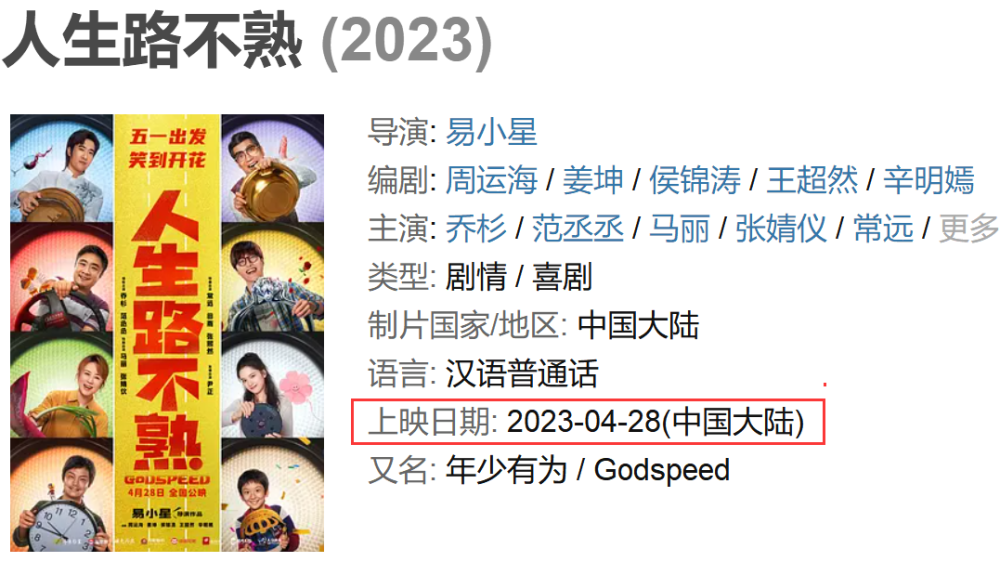 人生路不熟 (2023)
五一出发
笑到开花
人生路不熟
GODSPEED
4月28日 全国公映
易小星 导演作品
导演: 易小星
编剧: 周运海 / 姜坤 / 侯锦涛 / 王超然 / 辛明嫣
主演: 乔杉 / 范丞丞 / 马丽 / 张婧仪 / 常远 / 更多
类型: 剧情 / 喜剧
制片国家/地区: 中国大陆
语言: 汉语普通话
上映日期: 2023-04-28(中国大陆)
又名: 年少有为 / Godspeed